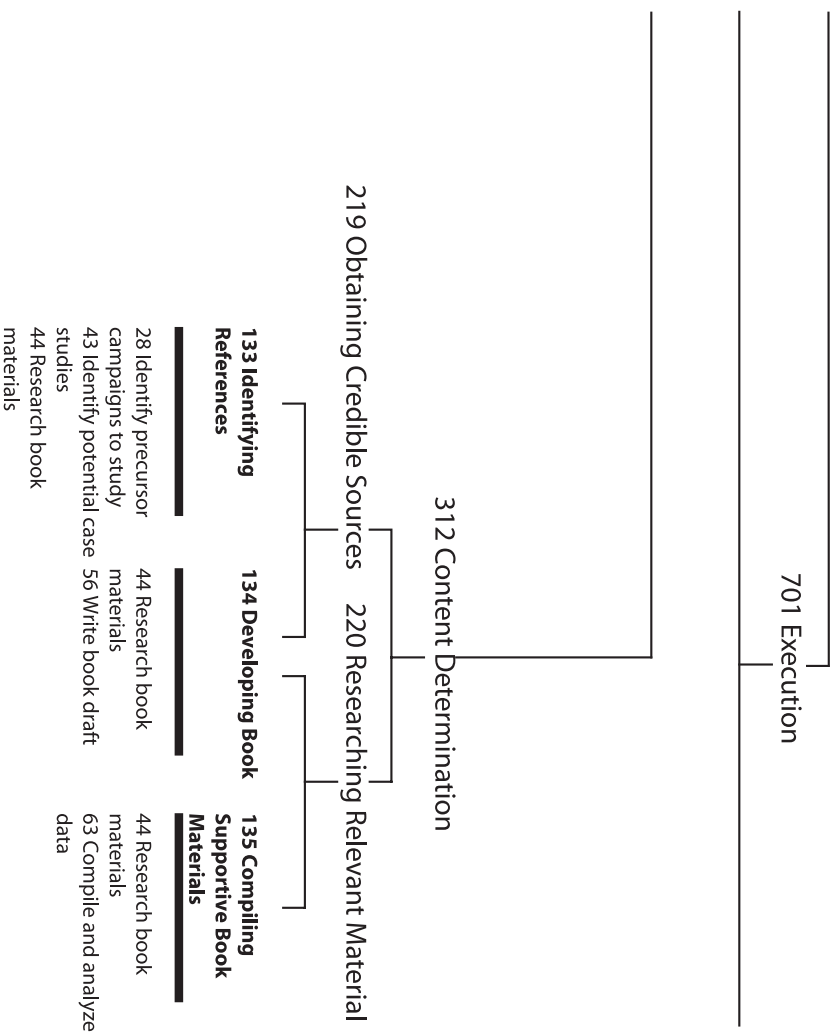 701 Execution
312 Content Determination
219 Obtaining Credible Sources
220 Researching Relevant Material
133 Identifying
References
28 Identify precursor
campaigns to study
43 Identify potential case
studies
44 Research book
materials
134 Developing Book
44 Research book
materials
56 Write book draft
135 Compiling
Supportive Book
Materials
44 Research book
materials
63 Compile and analyze
data